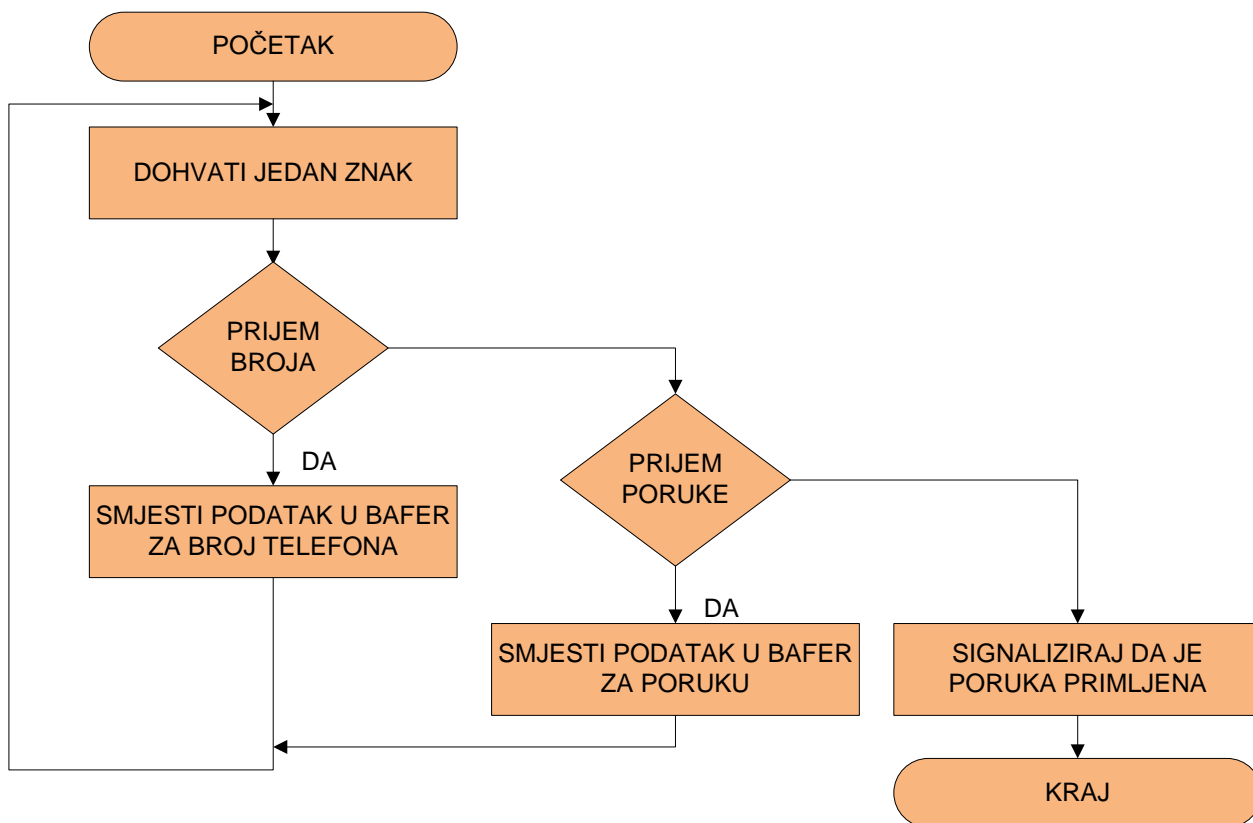 POČETAK
DOHVATI JEDAN ZNAK
PRIJEM
BROJA
DA
SMJESTI PODATAK U BAFER
ZA BROJ TELEFONA
PRIJEM
PORUKE
DA
SMJESTI PODATAK U BAFER
ZA PORUKU
SIGNALIZIRAJ DA JE
PORUKA PRIMLJENA
KRAJ